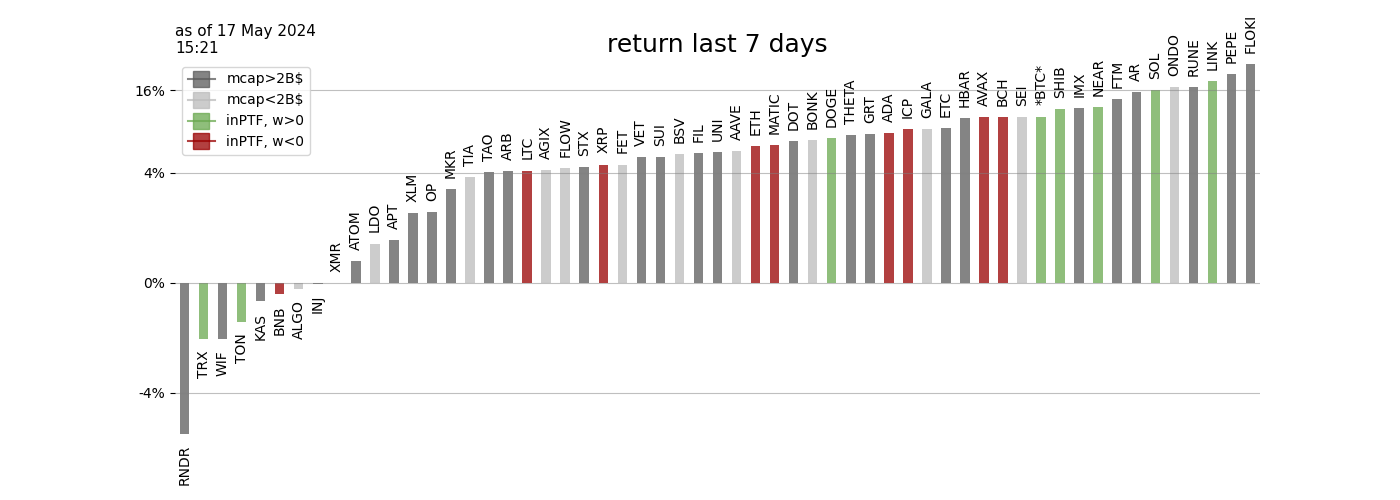 as of 17 May 2024
15:21
return last 7 days
mcap>2B$
mcap<2B$
inPTF, w>0
inPTF, w<0
16%
4%
0%
-4%
RNDR
TRX
WIF
TON
KAS
BNB
ALGO
INJ
XMR
ATOM
LDO
APT
XLM
OP
MKR
TIA
TAO
ARB
LTC
AGIX
FLOW
STX
XRP
FET
VET
SUI
BSV
FIL
UNI
AAVE
ETH
MATIC
DOT
BONK
DOGE
THETA
GRT
ADA
ICP
GALA
ETC
HBAR
AVAX
BCH
SEI
*BTC*
SHIB
IMX
NEAR
FTM
AR
SOL
ONDO
RUNE
LINK
PEPE
FLOKI